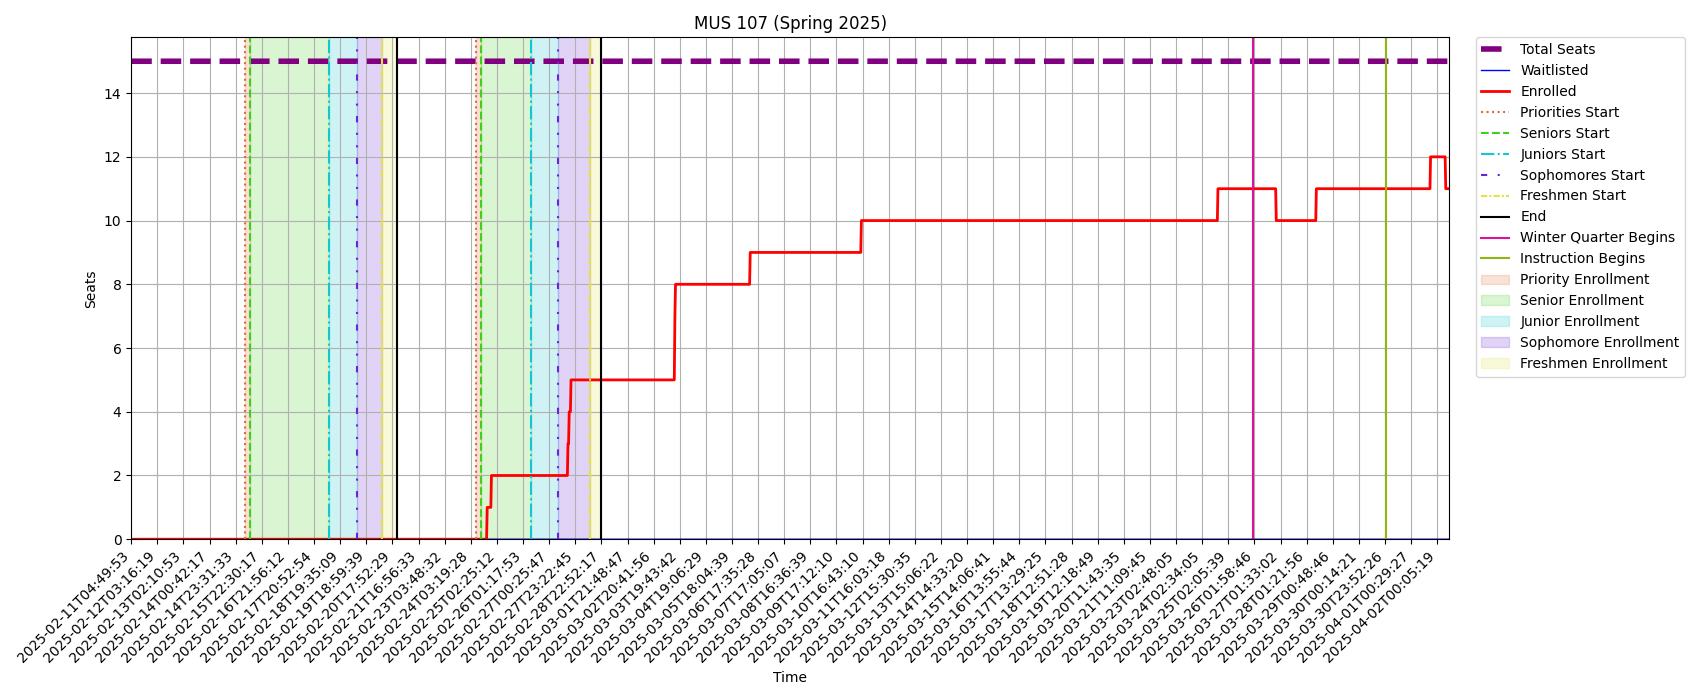 MUS 107 (Spring 2025)
Seats
14
12
10
8
6
4
2
0
2025-02-11T04:49:53
2025-02-12T03:16:19
2025-02-13T02:10:53
2025-02-14T00:42:17
2025-02-14T23:31:33
2025-02-15T22:30:17
2025-02-16T21:56:12
2025-02-17T20:52:54
2025-02-18T19:35:09
2025-02-19T18:59:39
2025-02-20T17:52:29
2025-02-21T16:56:33
2025-02-23T03:48:32
2025-02-24T03:19:28
2025-02-25T02:25:12
2025-02-26T01:17:53
2025-02-27T00:25:47
2025-02-27T23:22:45
2025-02-28T22:52:17
2025-03-01T21:48:47
2025-03-02T20:41:56
2025-03-03T19:43:42
2025-03-04T19:06:29
2025-03-05T18:04:39
2025-03-06T17:35:28
2025-03-07T17:05:07
2025-03-08T16:36:39
2025-03-09T17:12:10
2025-03-10T16:43:10
2025-03-11T16:03:18
2025-03-12T15:30:35
2025-03-13T15:06:22
2025-03-14T14:33:20
2025-03-15T14:06:41
2025-03-16T13:55:44
2025-03-17T13:29:25
2025-03-18T12:51:28
2025-03-19T12:18:49
2025-03-20T11:43:35
2025-03-21T11:09:45
2025-03-23T02:48:05
2025-03-24T02:34:05
2025-03-25T02:05:39
2025-03-26T01:58:46
2025-03-27T01:33:02
2025-03-28T01:21:56
2025-03-29T00:48:46
2025-03-30T00:14:21
2025-03-30T23:52:26
2025-04-01T00:29:27
2025-04-02T00:05:19
Time
Total Seats
Waitlisted
Enrolled
Priorities Start
Seniors Start
Juniors Start
Sophomores Start
Freshmen Start
End
Winter Quarter Begins
Instruction Begins
Priority Enrollment
Senior Enrollment
Junior Enrollment
Sophomore Enrollment
Freshmen Enrollment